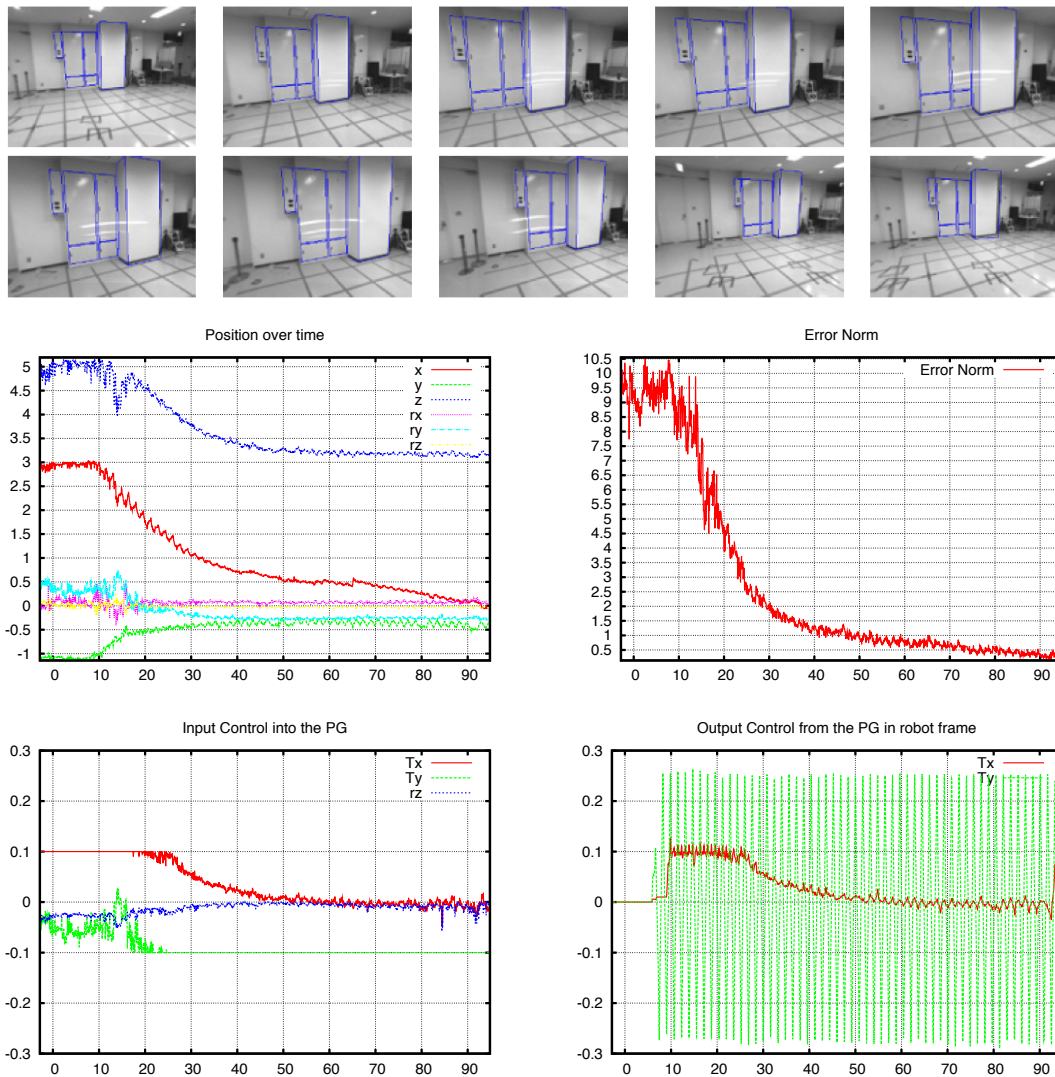 Position over time
5
4.5
4
3.5
3
2.5
2
1.5
1
0.5
0
-0.5
-1
x
y
z
rx
ry
rz
0 10 20 30 40 50 60 70 80 90
Error Norm
10.5
10
9.5
9
8.5
8
7.5
7
6.5
6
5.5
5
4.5
4
3.5
3
2.5
2
1.5
1
0.5
Error Norm
0 10 20 30 40 50 60 70 80 90
Input Control into the PG
0.3
0.2
0.1
0
-0.1
-0.2
-0.3
Tx
Ty
rz
0 10 20 30 40 50 60 70 80 90
Output Control from the PG in robot frame
0.3
0.2
0.1
0
-0.1
-0.2
-0.3
Tx
Ty
0 10 20 30 40 50 60 70 80 90